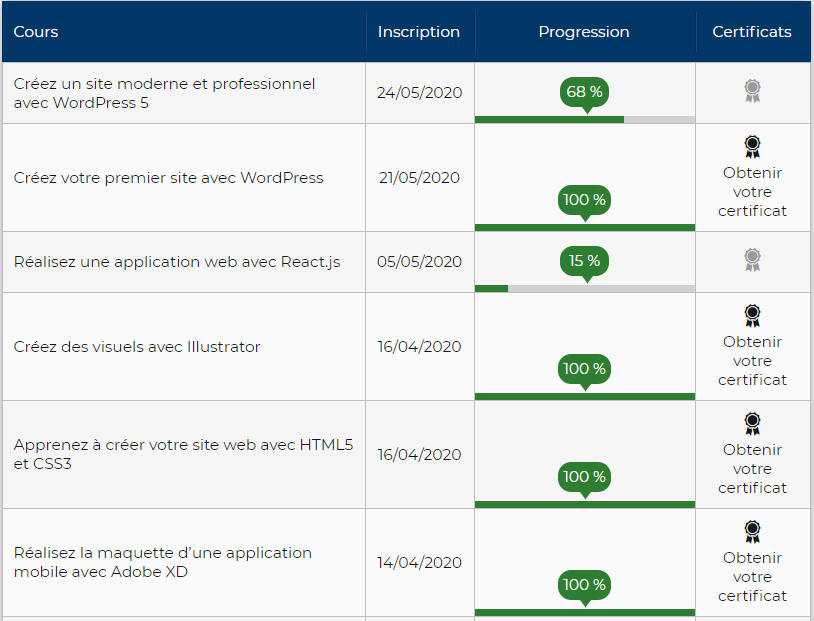 Cours Inscription Progression Certificats
Créez un site moderne et professionnel
avec WordPress 5
24/05/2020
68 %
Créez votre premier site avec WordPress
21/05/2020
100 %
Obtenir
votre
certificat
Réalisez une application web avec React.js
05/05/2020
15 %
Créez des visuels avec Illustrator
16/04/2020
100 %
Obtenir
votre
certificat
Apprenez à créer votre site web avec HTML5
et CSS3
16/04/2020
100 %
Obtenir
votre
certificat
Réalisez la maquette d’une application
mobile avec Adobe XD
14/04/2020
100 %
Obtenir
votre
certificat